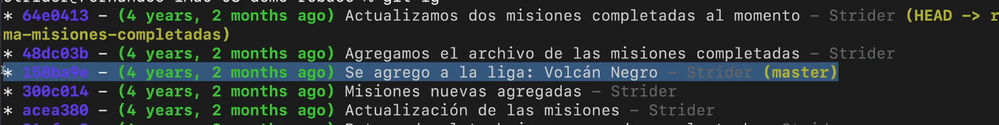 * 64e0413 - (4 years, 2 months ago) Actualizamos dos misiones completadas al momento - Strider (HEAD -> r
ma-misiones-completadas)
* 48dc03b - (4 years, 2 months ago) Agregamos el archivo de las misiones completadas - Strider
* 158ba9e - (4 years, 2 months ago) Se agrego a la liga: Volcán Negro - Strider (master)
* 300c014 - (4 years, 2 months ago) Misiones nuevas agregadas - Strider
* acea380 - (4 years, 2 months ago) Actualización de las misiones - Strider